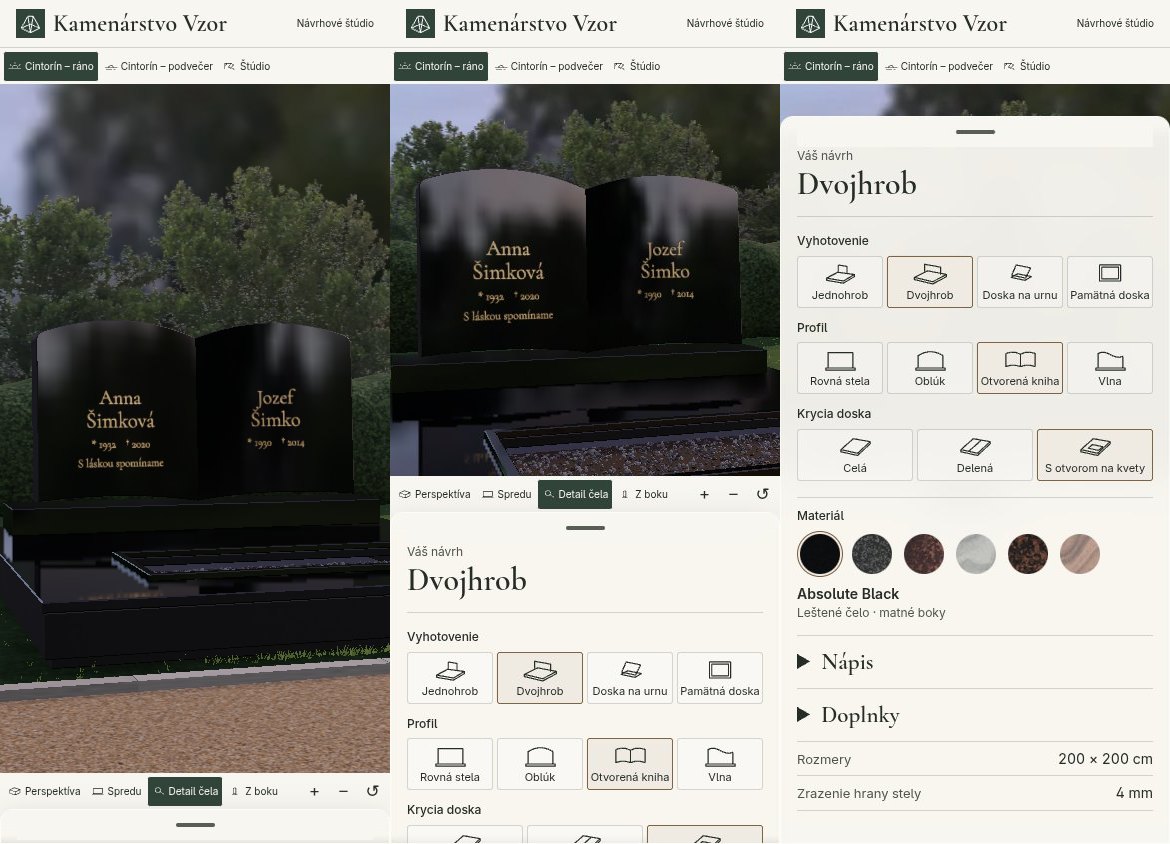 Kamenárstvo Vzor
Návrhové štúdio
Cintorín – ráno
Cintorín – podvečer
Štúdio
Anna
Šimková
* 1932 † 2020
S láskou spomíname
Jozef
Šimko
* 1930 † 2014
Perspektíva
Spredu
Detail čela
Z boku
Kamenárstvo Vzor
Návrhové štúdio
Cintorín – ráno
Cintorín – podvečer
Štúdio
Anna
Šimková
* 1932 † 2020
S láskou spomíname
Jozef
Šimko
* 1930 † 2014
Perspektíva
Spredu
Detail čela
Z boku
Váš návrh
Dvojhrob
Vyhotovenie
Jednohrob
Dvojhrob
Doska na urnu
Pamätná doska
Profil
Rovná stela
Oblúk
Otvorená kniha
Vlna
Krycia doska
Kamenárstvo Vzor
Návrhové štúdio
Cintorín – ráno
Cintorín – podvečer
Štúdio
Váš návrh
Dvojhrob
Vyhotovenie
Jednohrob
Dvojhrob
Doska na urnu
Pamätná doska
Profil
Rovná stela
Oblúk
Otvorená kniha
Vlna
Krycia doska
Celá
Delená
S otvorom na kvety
Materiál
Absolute Black
Leštené čelo · matné boky
Nápis
Doplnky
Rozmery
200 × 200 cm
Zrazenie hrany stely
4 mm